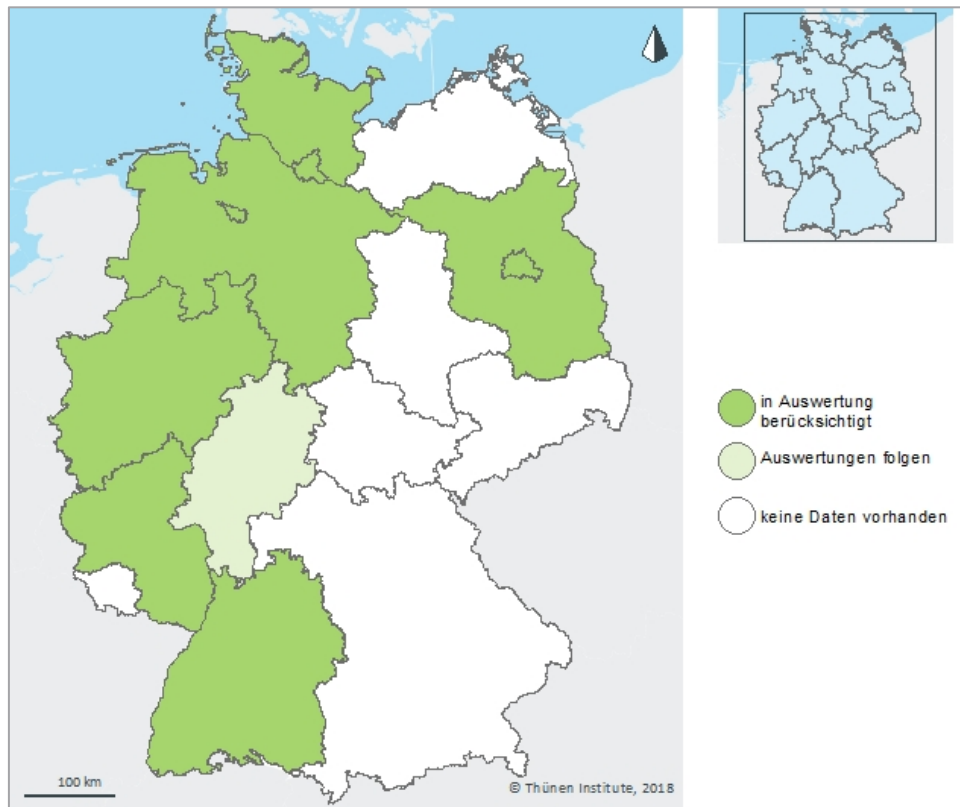 in Auswertung
berücksichtigt
Auswertungen folgen
keine Daten vorhanden
100 km
© Thünen Institute, 2018